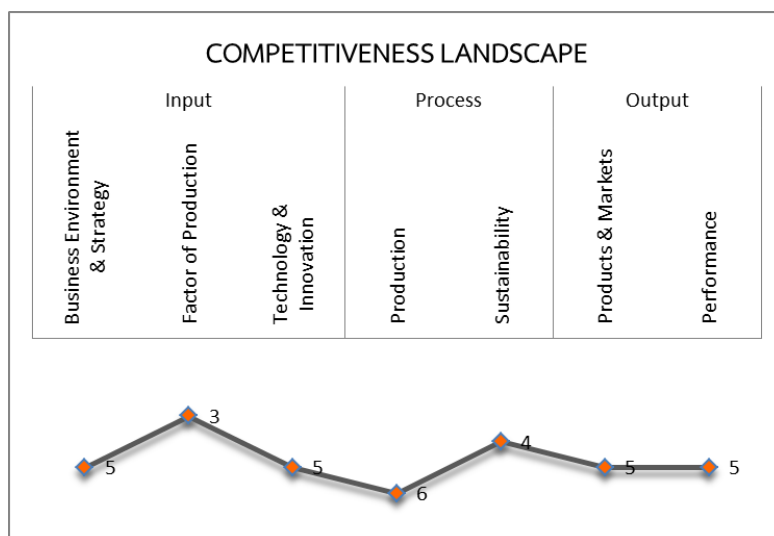 COMPETITIVENESS LANDSCAPE
Input
Process
Output
Business Environment
& Strategy
Factor of Production
Technology &
Innovation
Production
Sustainability
Products & Markets
Performance
5
3
5
6
4
5
5